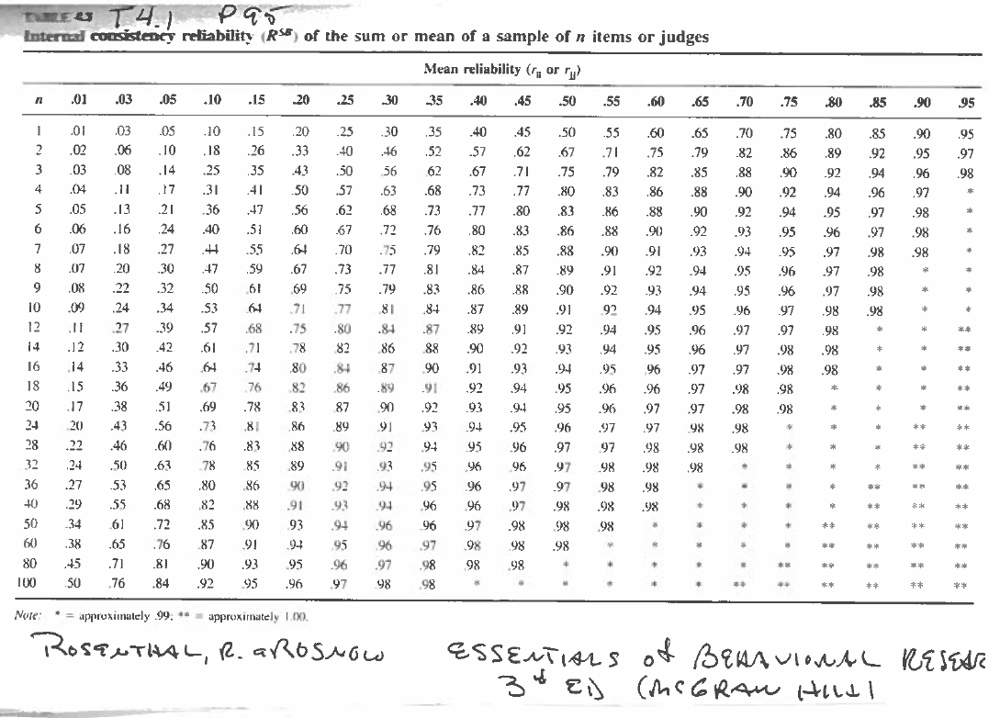 TABLE 4.3 T4.1 P95
Internal consistency reliability (R^SB) of the sum or mean of a sample of n items or judges
Mean reliability (r_ii or r_jj)
n .01 .03 .05 .10 .15 .20 .25 .30 .35 .40 .45 .50 .55 .60 .65 .70 .75 .80 .85 .90 .95
1 .01 .03 .05 .10 .15 .20 .25 .30 .35 .40 .45 .50 .55 .60 .65 .70 .75 .80 .85 .90 .95
2 .02 .06 .10 .18 .26 .33 .40 .46 .52 .57 .62 .67 .71 .75 .79 .82 .86 .89 .92 .95 .97
3 .03 .08 .14 .25 .35 .43 .50 .56 .62 .67 .71 .75 .79 .82 .85 .88 .90 .92 .94 .96 .98
4 .04 .11 .17 .31 .41 .50 .57 .63 .68 .73 .77 .80 .83 .86 .88 .90 .92 .94 .96 .97 *
5 .05 .13 .21 .36 .47 .56 .62 .68 .73 .77 .80 .83 .86 .88 .90 .92 .94 .95 .97 .98 *
6 .06 .16 .24 .40 .51 .60 .67 .72 .76 .80 .83 .86 .88 .90 .92 .93 .95 .96 .97 .98 *
7 .07 .18 .27 .44 .55 .64 .70 .75 .79 .82 .85 .88 .90 .91 .93 .94 .95 .97 .98 .98 *
8 .07 .20 .30 .47 .59 .67 .73 .77 .81 .84 .87 .89 .91 .92 .94 .95 .96 .97 .98 * *
9 .08 .22 .32 .50 .61 .69 .75 .79 .83 .86 .88 .90 .92 .93 .94 .95 .96 .97 .98 * *
10 .09 .24 .34 .53 .64 .71 .77 .81 .84 .87 .89 .91 .92 .94 .95 .96 .97 .98 .98 * *
12 .11 .27 .39 .57 .68 .75 .80 .84 .87 .89 .91 .92 .94 .95 .96 .97 .97 .98 * * **
14 .12 .30 .42 .61 .71 .78 .82 .86 .88 .90 .92 .93 .94 .95 .96 .97 .98 .98 * * **
16 .14 .33 .46 .64 .74 .80 .84 .87 .90 .91 .93 .94 .95 .96 .97 .97 .98 .98 * * **
18 .15 .36 .49 .67 .76 .82 .86 .89 .91 .92 .94 .95 .96 .96 .97 .98 .98 * * * **
20 .17 .38 .51 .69 .78 .83 .87 .90 .92 .93 .94 .95 .96 .97 .97 .98 .98 * * * **
24 .20 .43 .56 .73 .81 .86 .89 .91 .93 .94 .95 .96 .97 .97 .98 .98 * * * ** **
28 .22 .46 .60 .76 .83 .88 .90 .92 .94 .95 .96 .97 .97 .98 .98 .98 * * * ** **
32 .24 .50 .63 .78 .85 .89 .91 .93 .95 .96 .96 .97 .98 .98 .98 * * * * ** **
36 .27 .53 .65 .80 .86 .90 .92 .94 .95 .96 .97 .97 .98 .98 * * * * ** ** **
40 .29 .55 .68 .82 .88 .91 .93 .94 .96 .96 .97 .98 .98 .98 * * * * ** ** **
50 .34 .61 .72 .85 .90 .93 .94 .96 .96 .97 .98 .98 .98 * * * * ** ** ** **
60 .38 .65 .76 .87 .91 .94 .95 .96 .97 .98 .98 .98 * * * * * ** ** ** **
80 .45 .71 .81 .90 .93 .95 .96 .97 .98 .98 .98 * * * * * ** ** ** ** **
100 .50 .76 .84 .92 .95 .96 .97 .98 .98 * * * * * * ** ** ** ** ** **
Note: * = approximately .99; ** = approximately 1.00.
ROSENTHAL, R. & ROSNOW ESSENTIALS of BEHAVIORAL RESEAR
3rd ED (McGRAW HILL)